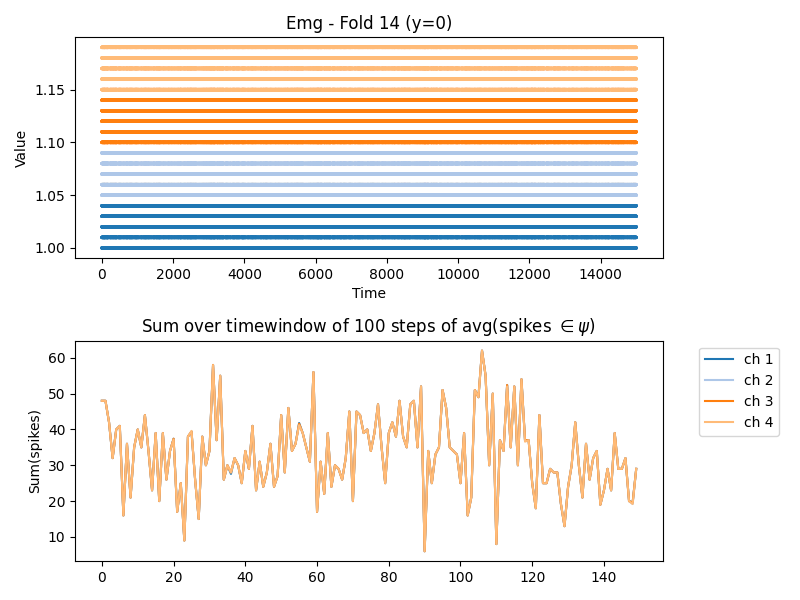 Emg - Fold 14 (y=0)
Value
1.15
1.10
1.05
1.00
0 2000 4000 6000 8000 10000 12000 14000
Time
Sum over timewindow of 100 steps of avg(spikes ∈ ψ)
Sum(spikes)
60
50
40
30
20
10
0 20 40 60 80 100 120 140
ch 1
ch 2
ch 3
ch 4